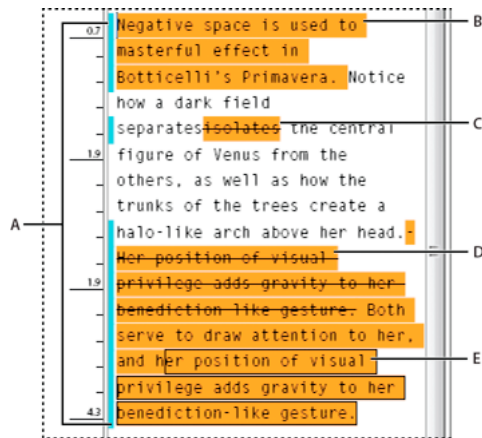 Negative space is used to
masterful effect in
Botticelli's Primavera. Notice
how a dark field
separatesisolates the central
figure of Venus from the
others, as well as how the
trunks of the trees create a
halo-like arch above her head.-
Her position of visual
privilege adds gravity to her
benediction like gesture. Both
serve to draw attention to her,
and her position of visual
privilege adds gravity to her
benediction-like gesture.
0.7
1.9
1.9
4.3
A
B
C
D
E